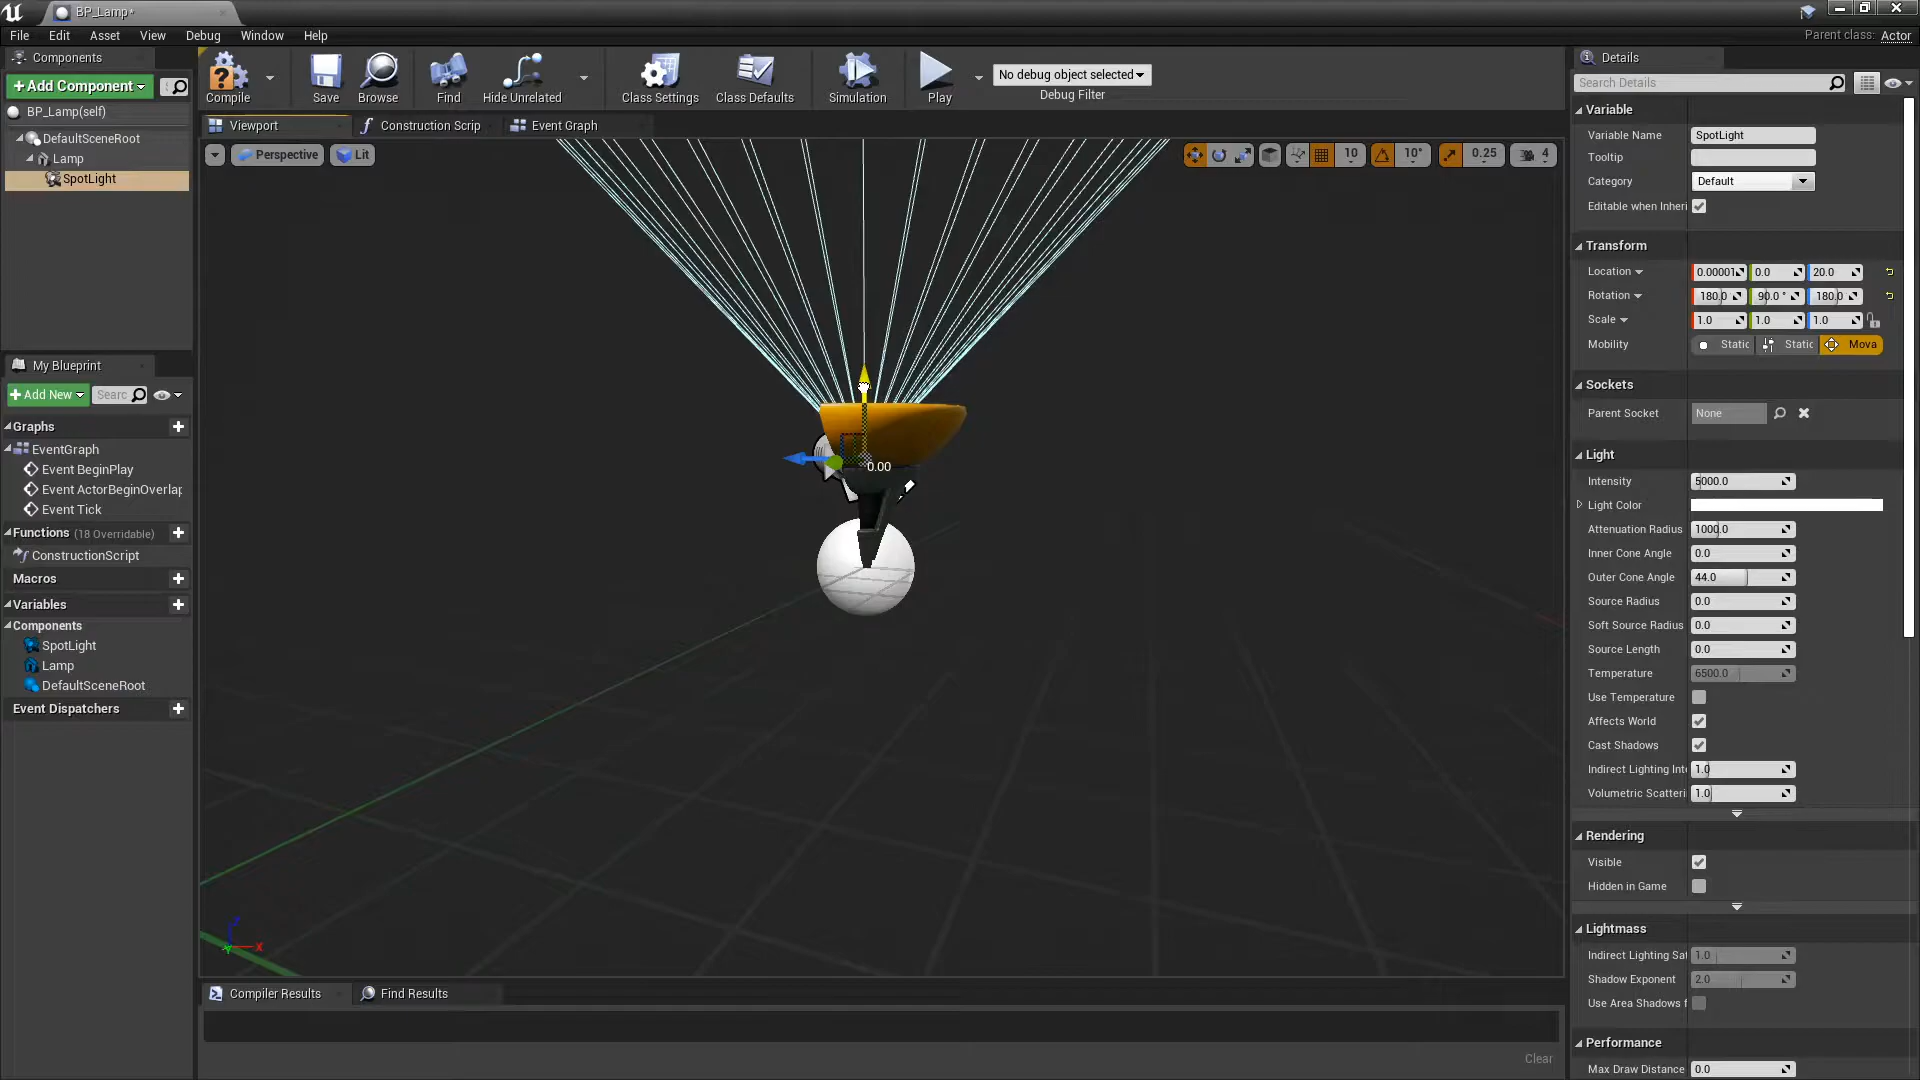 BP_Lamp*
File Edit Asset View Debug Window Help
Parent class: Actor
Components
+Add Component
BP_Lamp(self)
DefaultSceneRoot
Lamp
SpotLight
Compile Save Browse Find Hide Unrelated Class Settings Class Defaults Simulation Play
No debug object selected
Debug Filter
Viewport Construction Scrip Event Graph
Perspective Lit
10 10° 0.25 4
0.00
My Blueprint
+Add New Searc
Graphs
EventGraph
Event BeginPlay
Event ActorBeginOverlap
Event Tick
Functions (18 Overridable)
ConstructionScript
Macros
Variables
Components
SpotLight
Lamp
DefaultSceneRoot
Event Dispatchers
Z
X
Y
Compiler Results Find Results
Clear
Details
Search Details
Variable
Variable Name SpotLight
Tooltip
Category Default
Editable when Inheri
Transform
Location 0.00001 0.0 20.0
Rotation 180.0 90.0 ° 180.0
Scale 1.0 1.0 1.0
Mobility Static Static Mova
Sockets
Parent Socket None
Light
Intensity 5000.0
Light Color
Attenuation Radius 1000.0
Inner Cone Angle 0.0
Outer Cone Angle 44.0
Source Radius 0.0
Soft Source Radius 0.0
Source Length 0.0
Temperature 6500.0
Use Temperature
Affects World
Cast Shadows
Indirect Lighting Inte 1.0
Volumetric Scatteri 1.0
Rendering
Visible
Hidden in Game
Lightmass
Indirect Lighting Sat 1.0
Shadow Exponent 2.0
Use Area Shadows f
Performance
Max Draw Distance 0.0